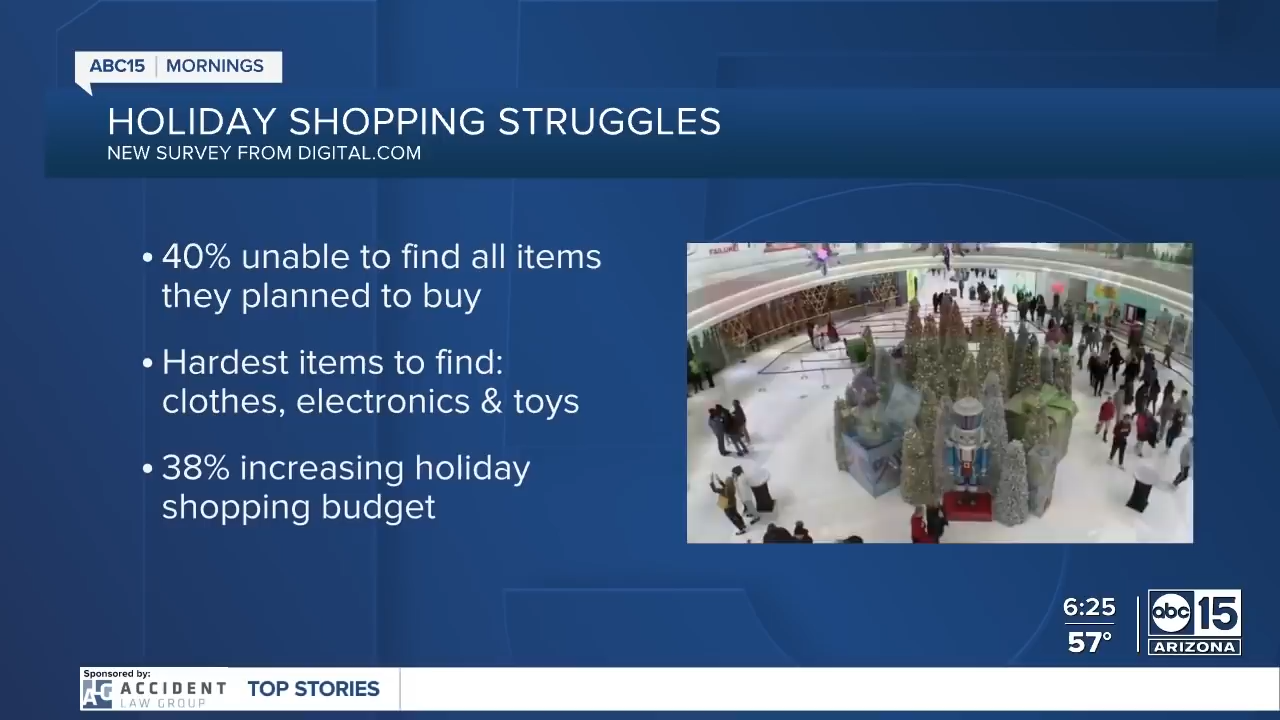 ABC15 | MORNINGS
HOLIDAY SHOPPING STRUGGLES
NEW SURVEY FROM DIGITAL.COM
• 40% unable to find all items
they planned to buy
• Hardest items to find:
clothes, electronics & toys
• 38% increasing holiday
shopping budget
FAILURE!
6:25
57°
abc 15
ARIZONA
Sponsored by:
AG ACCIDENT
LAW GROUP
TOP STORIES